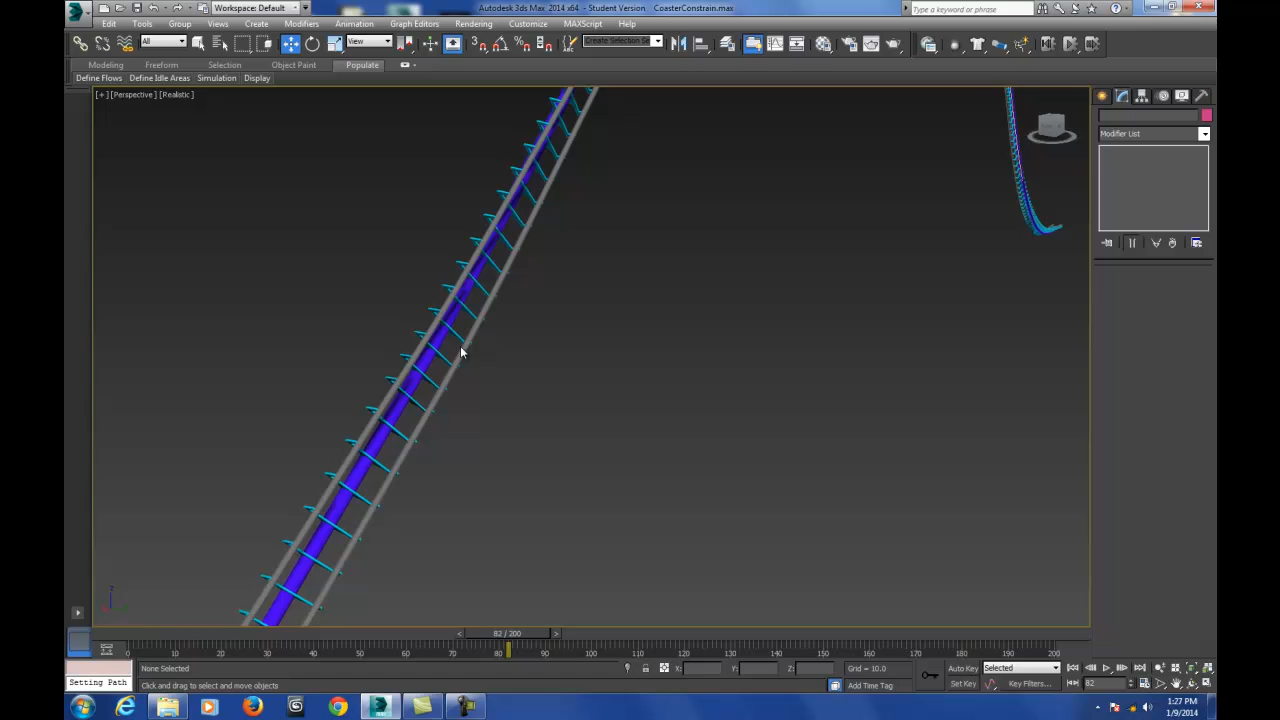 Workspace: Default
Autodesk 3ds Max 2014 x64 - Student Version CoasterConstrain.max
Type a keyword or phrase
Edit Tools Group Views Create Modifiers Animation Graph Editors Rendering Customize MAXScript Help
All View Create Selection Se
Modeling Freeform Selection Object Paint Populate
Define Flows Define Idle Areas Simulation Display
[+] [Perspective] [Realistic]
Modifier List
z
< 82 / 200 >
0 10 20 30 40 50 60 70 80 90 100 110 120 130 140 150 160 170 180 190 200
None Selected X: Y: Z: Grid = 10.0 Auto Key Selected
Setting Path Click and drag to select and move objects Add Time Tag Set Key Key Filters... 82
1:27 PM
1/9/2014